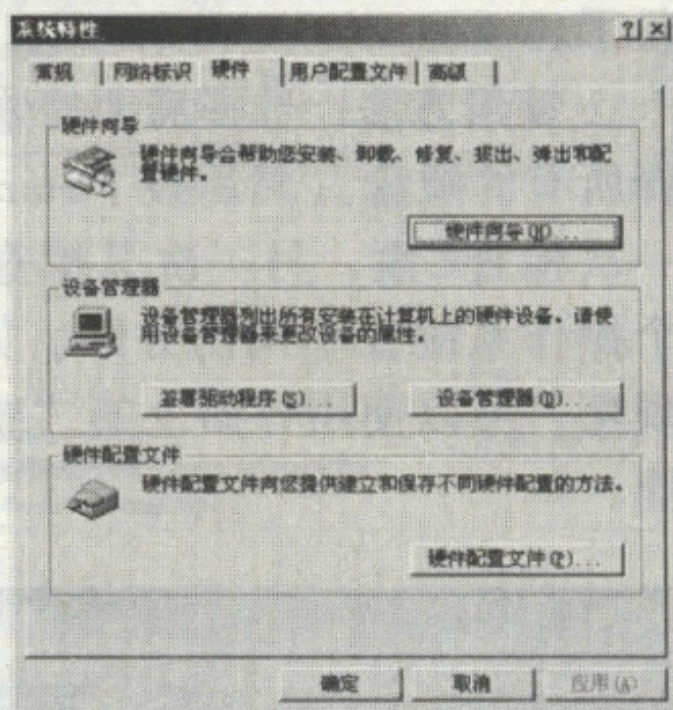 系统特性
常规 网络标识 硬件 用户配置文件 高级
硬件向导
硬件向导会帮助您安装、卸载、修复、拔出、弹出和配
置硬件。
硬件向导(H)...
设备管理器
设备管理器列出所有安装在计算机上的硬件设备。请使
用设备管理器来更改设备的属性。
签署驱动程序(S)... 设备管理器(D)...
硬件配置文件
硬件配置文件向您提供建立和保存不同硬件配置的方法。
硬件配置文件(P)...
确定 取消 应用(A)